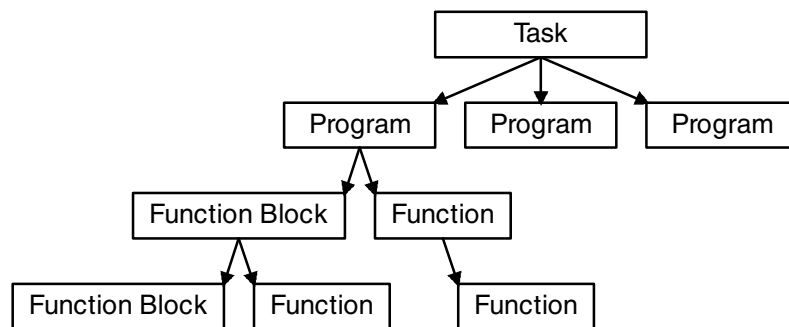 Task
Program
Program
Program
Function Block
Function
Function Block
Function
Function